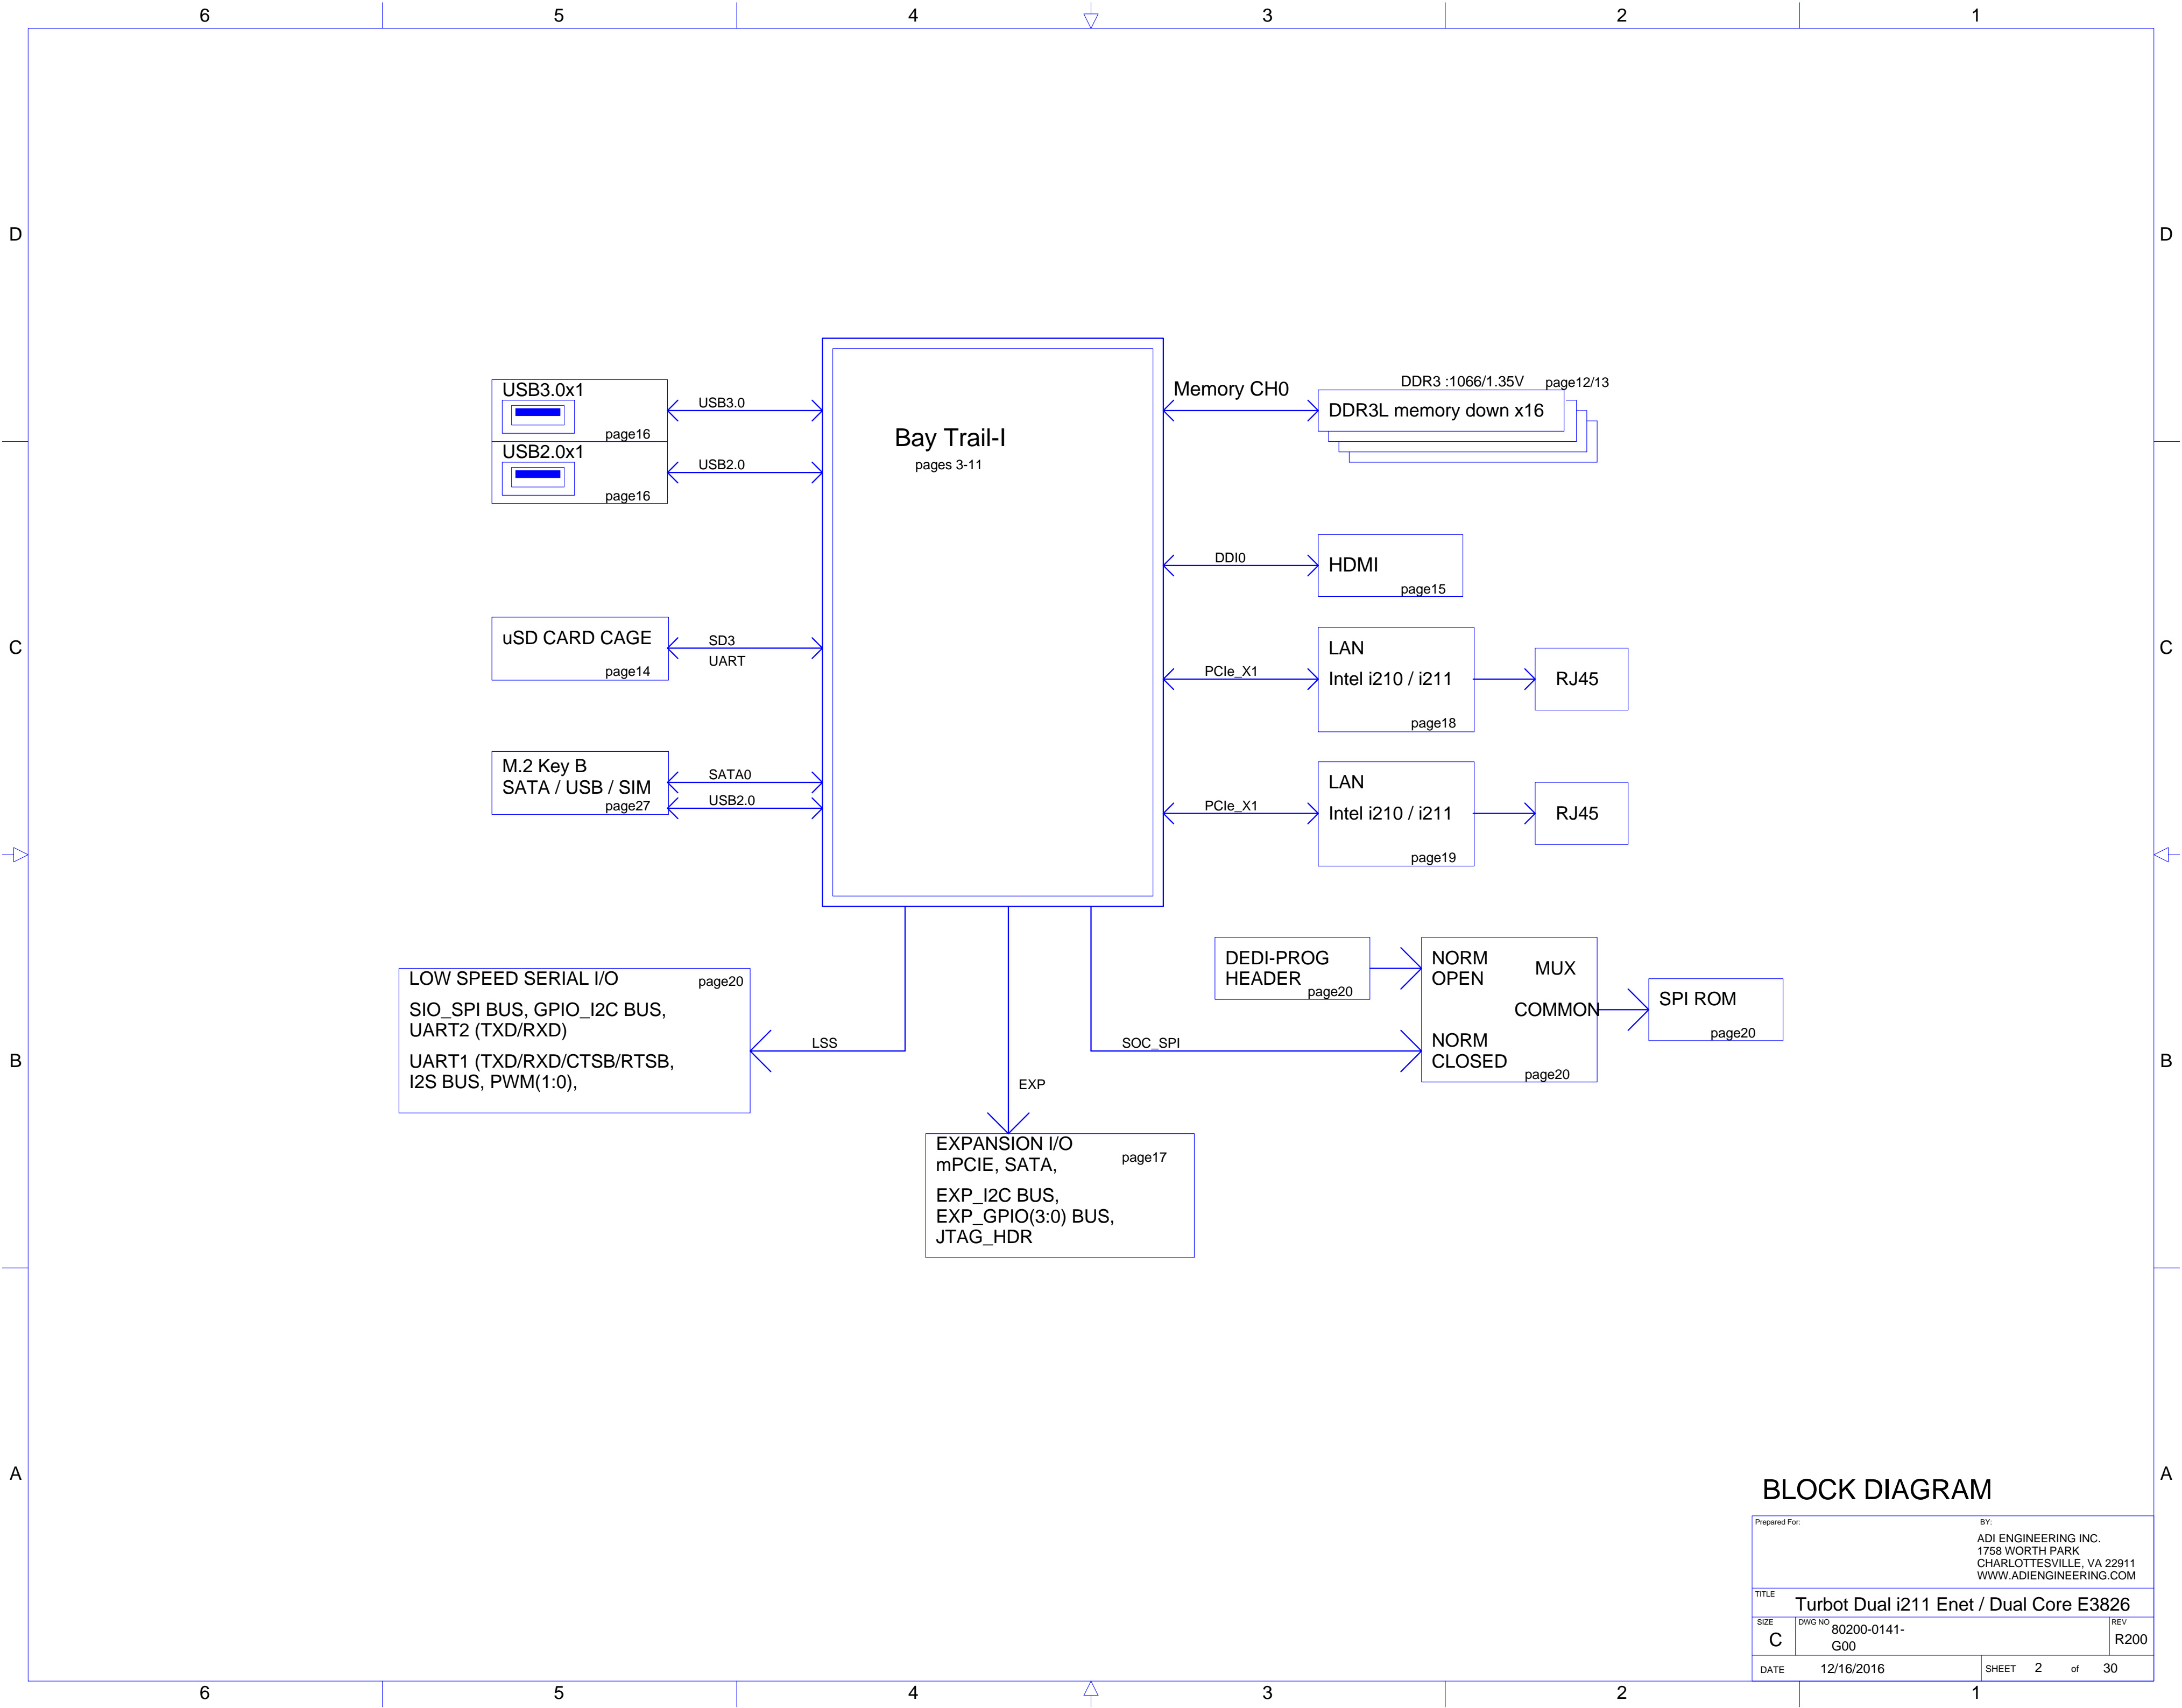 6 5 4 3 2 1
D D
USB3.0x1
page16
USB3.0
USB2.0x1
page16
USB2.0
Bay Trail-I
pages 3-11
Memory CH0
DDR3 :1066/1.35V page12/13
DDR3L memory down x16
DDI0
HDMI
page15
C C
uSD CARD CAGE
page14
SD3
UART
PCIe_X1
LAN
Intel i210 / i211
page18
RJ45
M.2 Key B
SATA / USB / SIM
page27
SATA0
USB2.0
PCIe_X1
LAN
Intel i210 / i211
page19
RJ45
B B
LOW SPEED SERIAL I/O page20
SIO_SPI BUS, GPIO_I2C BUS,
UART2 (TXD/RXD)
UART1 (TXD/RXD/CTSB/RTSB,
I2S BUS, PWM(1:0),
LSS
EXP
SOC_SPI
DEDI-PROG
HEADER
page20
NORM
OPEN
MUX
COMMON
NORM
CLOSED
page20
SPI ROM
page20
EXPANSION I/O
mPCIE, SATA, page17
EXP_I2C BUS,
EXP_GPIO(3:0) BUS,
JTAG_HDR
A A
BLOCK DIAGRAM
Prepared For: BY:
ADI ENGINEERING INC.
1758 WORTH PARK
CHARLOTTESVILLE, VA 22911
WWW.ADIENGINEERING.COM
TITLE
Turbot Dual i211 Enet / Dual Core E3826
SIZE DWG NO REV
C 80200-0141-
G00 R200
DATE 12/16/2016 SHEET 2 of 30
6 5 4 3 2 1